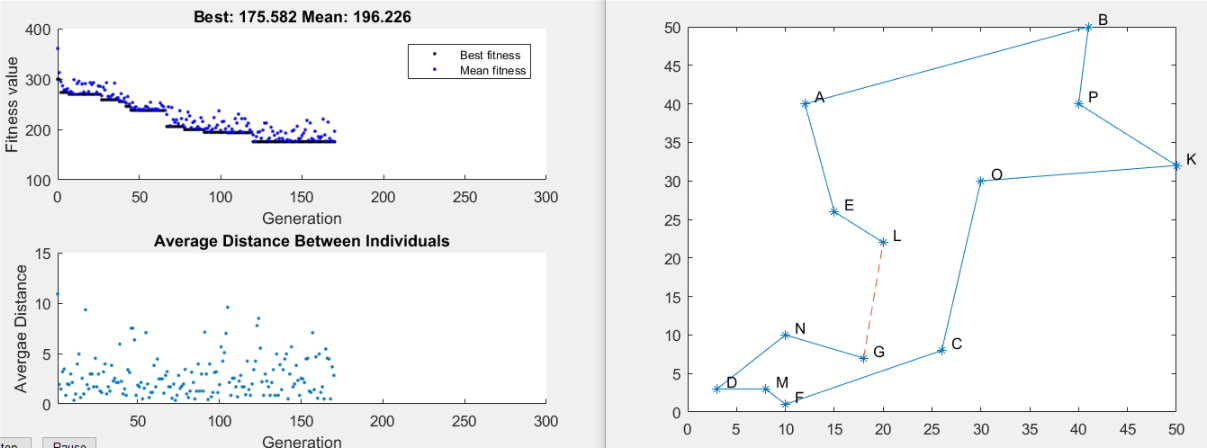 Best: 175.582 Mean: 196.226
400
300
200
100
Fitness value
Best fitness
Mean fitness
0 50 100 150 200 250 300
Generation
Average Distance Between Individuals
15
10
5
0
Avergae Distance
50 100 150 200 250 300
Generation
Pause
50
45
40
35
30
25
20
15
10
5
0
0 5 10 15 20 25 30 35 40 45 50
B
A
P
K
O
E
L
N
G
C
D
M
F